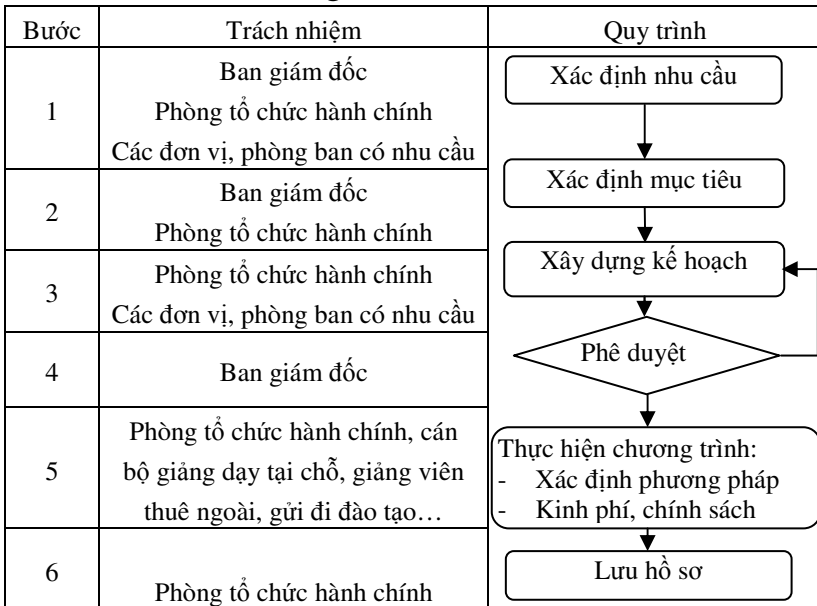 Bước Trách nhiệm Quy trình
1
Ban giám đốc
Phòng tổ chức hành chính
Các đơn vị, phòng ban có nhu cầu
Xác định nhu cầu
2
Ban giám đốc
Phòng tổ chức hành chính
Xác định mục tiêu
3
Phòng tổ chức hành chính
Các đơn vị, phòng ban có nhu cầu
Xây dựng kế hoạch
4
Ban giám đốc
Phê duyệt
5
Phòng tổ chức hành chính, cán
bộ giảng dạy tại chỗ, giảng viên
thuê ngoài, gửi đi đào tạo…
Thực hiện chương trình:
- Xác định phương pháp
- Kinh phí, chính sách
6
Phòng tổ chức hành chính
Lưu hồ sơ